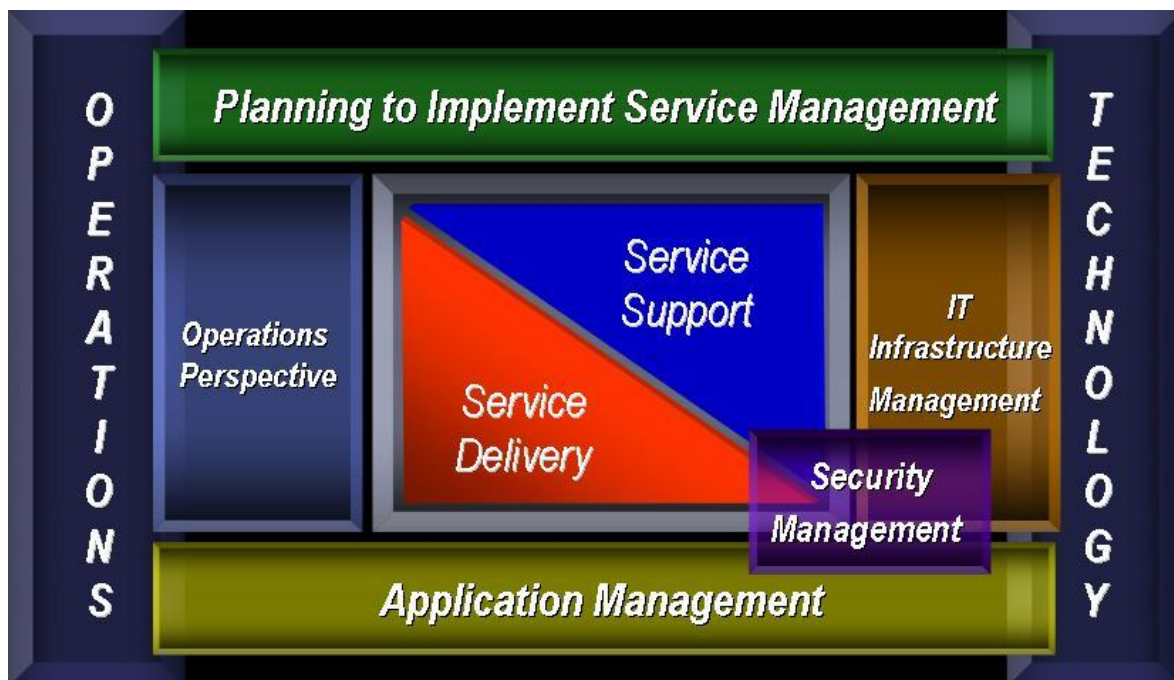 OPERATIONS
Planning to Implement Service Management
TECHNOLOGY
Operations
Perspective
Service
Support
Service
Delivery
IT
Infrastructure
Management
Security
Management
Application Management